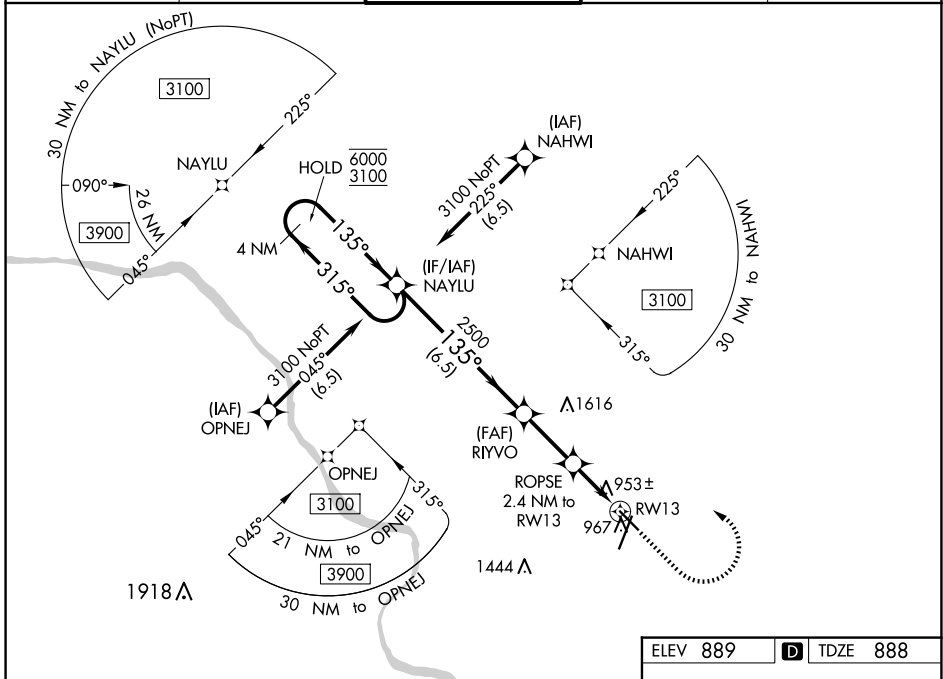 30 NM to NAYLU (NoPT)
3100
225°
NAYLU
090°
26 NM
3900
045°
HOLD 6000
3100
4 NM
135°
315°
(IAF)
NAHWI
3100 NoPT
225°
(6.5)
(IF/IAF)
NAYLU
225°
NAHWI
3100
315°
30 NM to NAHWI
2500
135°
(6.5)
3100 NoPT
045°
(6.5)
(IAF)
OPNEJ
1616
(FAF)
RIYVO
ROPSE
2.4 NM to
RW13
953±
RW13
967
OPNEJ
3100
045°
315°
21 NM to OPNEJ
3900
30 NM to OPNEJ
1444
1918
ELEV 889 D TDZE 888